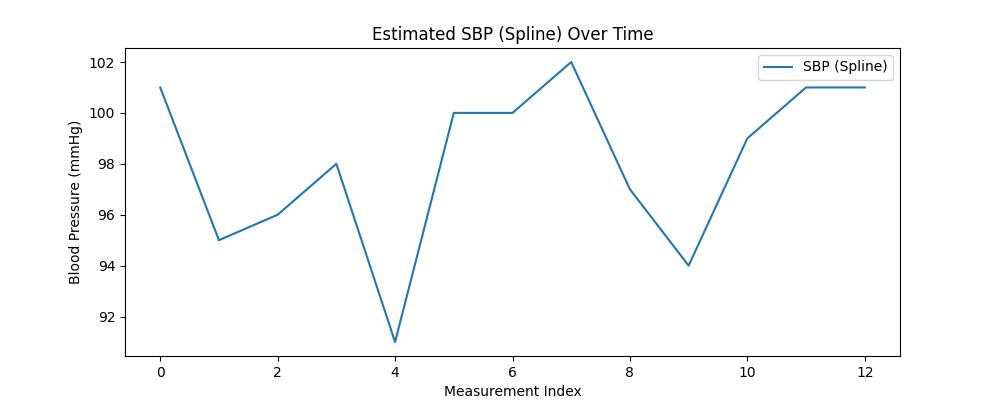 Estimated SBP (Spline) Over Time
SBP (Spline)
102
100
98
96
94
92
Blood Pressure (mmHg)
0 2 4 6 8 10 12
Measurement Index